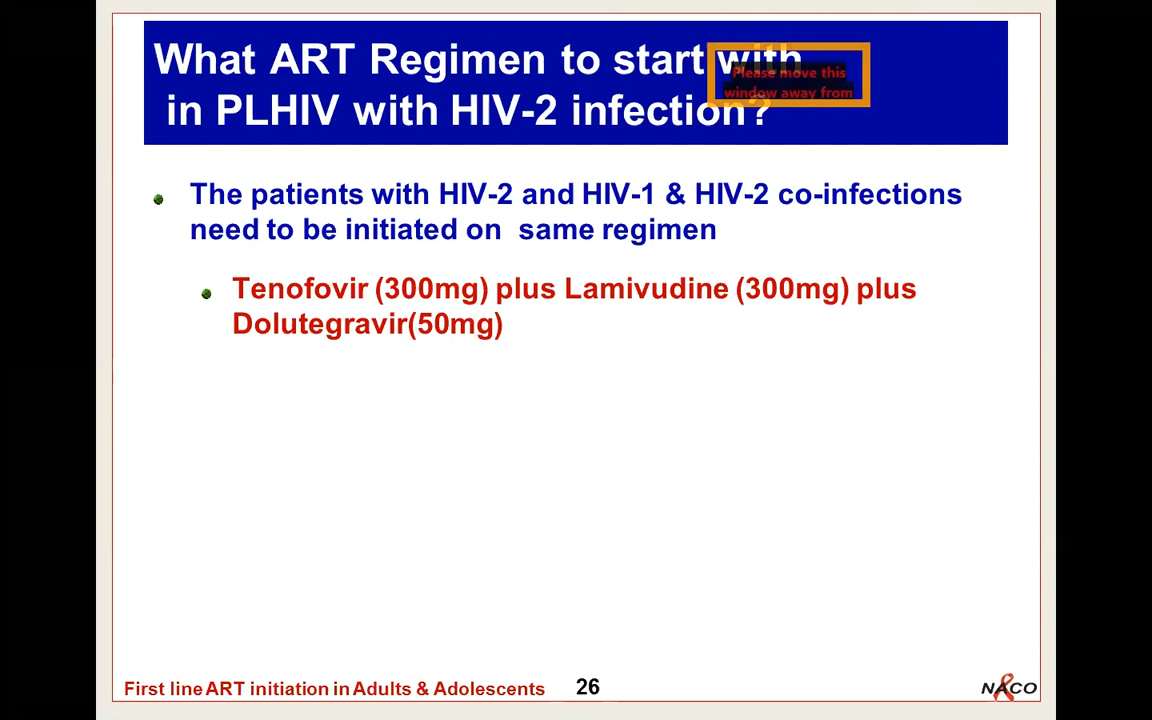 What ART Regimen to start with
in PLHIV with HIV-2 infection?
Please move this
window away from
The patients with HIV-2 and HIV-1 & HIV-2 co-infections
need to be initiated on same regimen
Tenofovir (300mg) plus Lamivudine (300mg) plus
Dolutegravir(50mg)
First line ART initiation in Adults & Adolescents 26
NACO